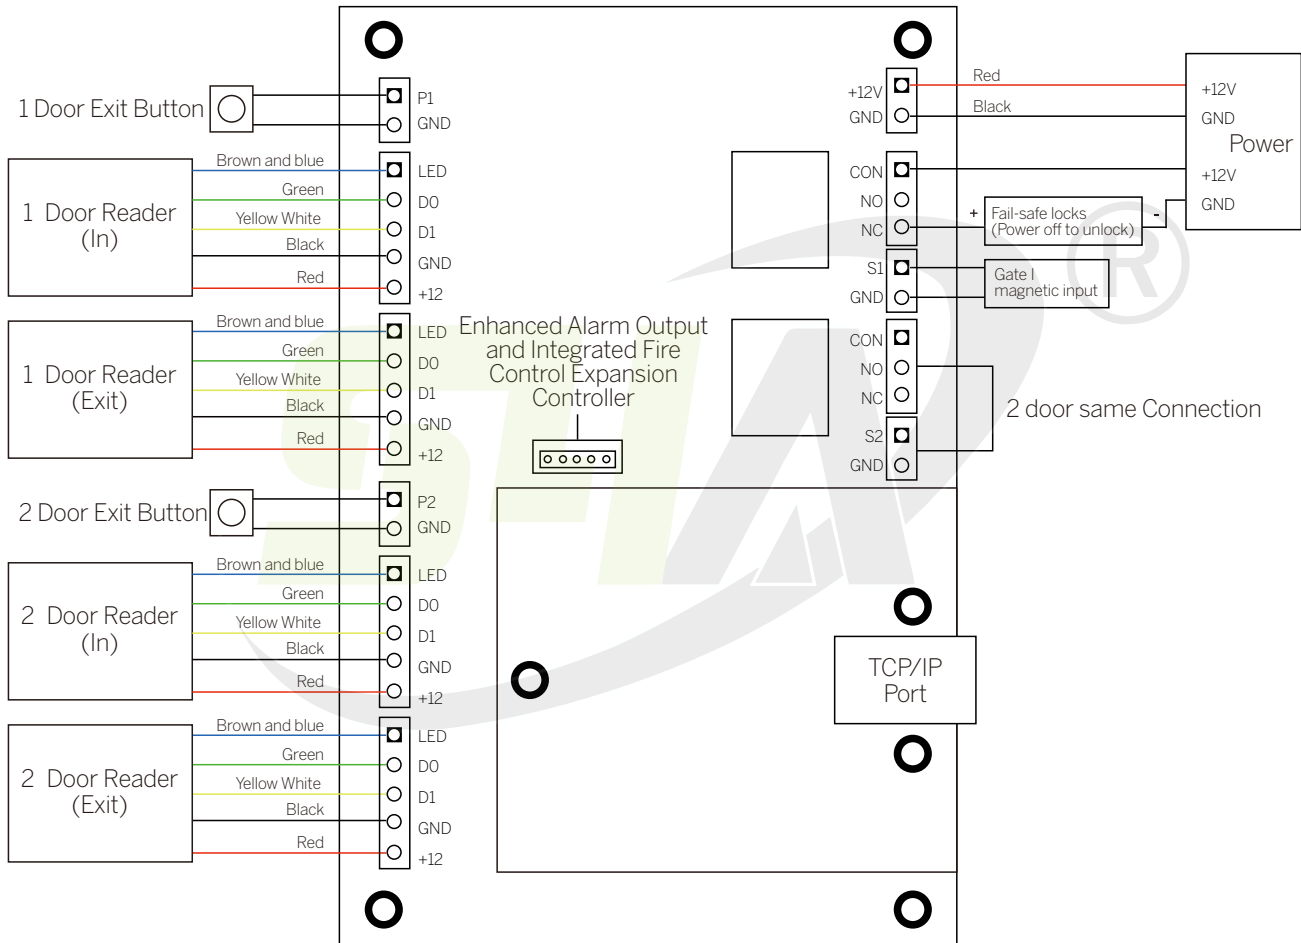 1 Door Exit Button
P1
GND
1 Door Reader
(In)
Brown and blue
Green
Yellow White
Black
Red
LED
D0
D1
GND
+12
1 Door Reader
(Exit)
Brown and blue
Green
Yellow White
Black
Red
LED
D0
D1
GND
+12
2 Door Exit Button
P2
GND
2 Door Reader
(In)
Brown and blue
Green
Yellow White
Black
Red
LED
D0
D1
GND
+12
2 Door Reader
(Exit)
Brown and blue
Green
Yellow White
Black
Red
LED
D0
D1
GND
+12
Enhanced Alarm Output
and Integrated Fire
Control Expansion
Controller
+12V
GND
Red
Black
+12V
GND
Power
+12V
GND
CON
NO
NC
+
Fail-safe locks
(Power off to unlock)
-
S1
GND
Gate I
magnetic input
CON
NO
NC
S2
GND
2 door same Connection
TCP/IP
Port
®